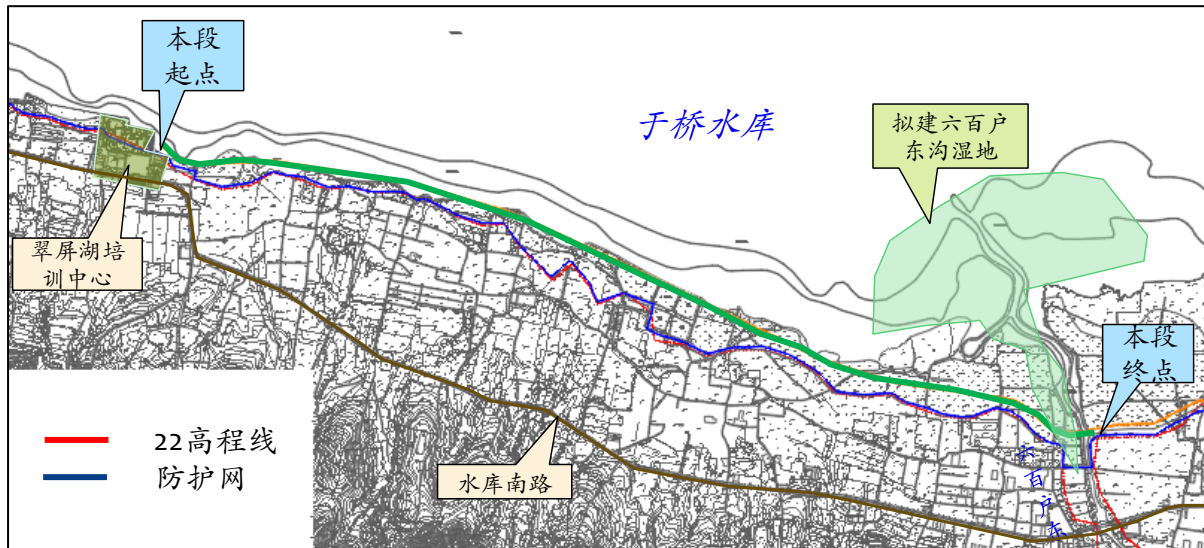 本段
起点
于桥水库
拟建六百户
东沟湿地
翠屏湖培
训中心
本段
终点
22高程线
防护网
水库南路
六百户东